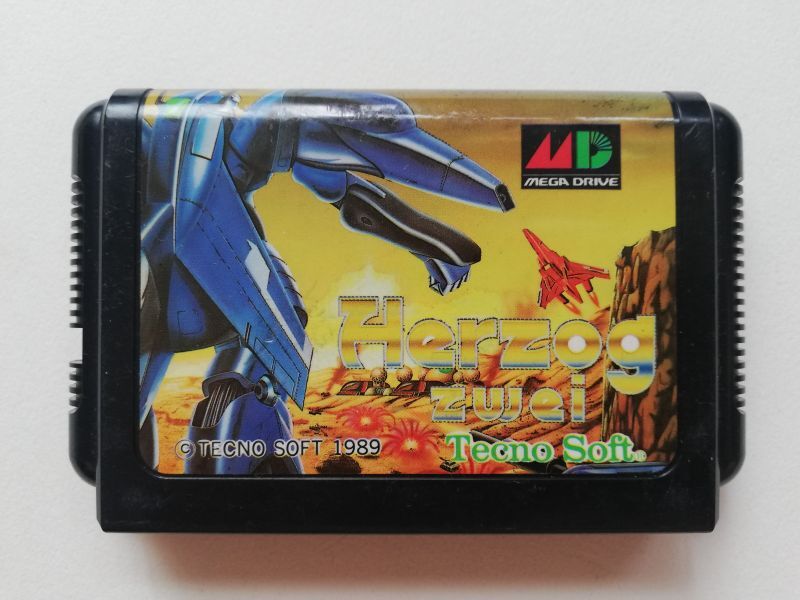 MD
MEGA DRIVE
Herzog
zwei
© TECNO SOFT 1989
Tecno Soft